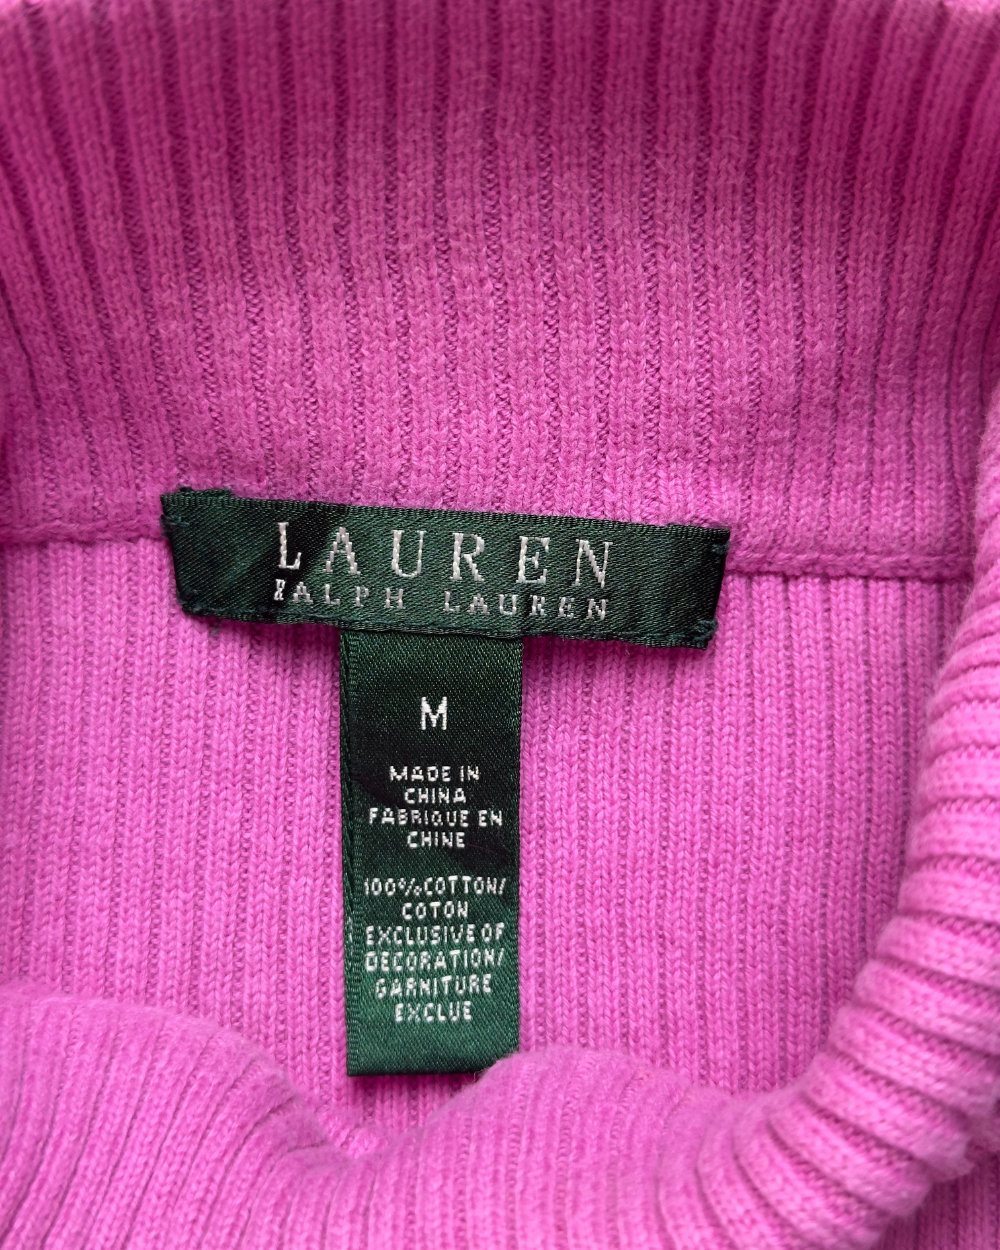 LAUREN
RALPH LAUREN
M
MADE IN
CHINA
FABRIQUE EN
CHINE
100%COTTON/
COTON
EXCLUSIVE OF
DECORATION/
GARNITURE
EXCLUE